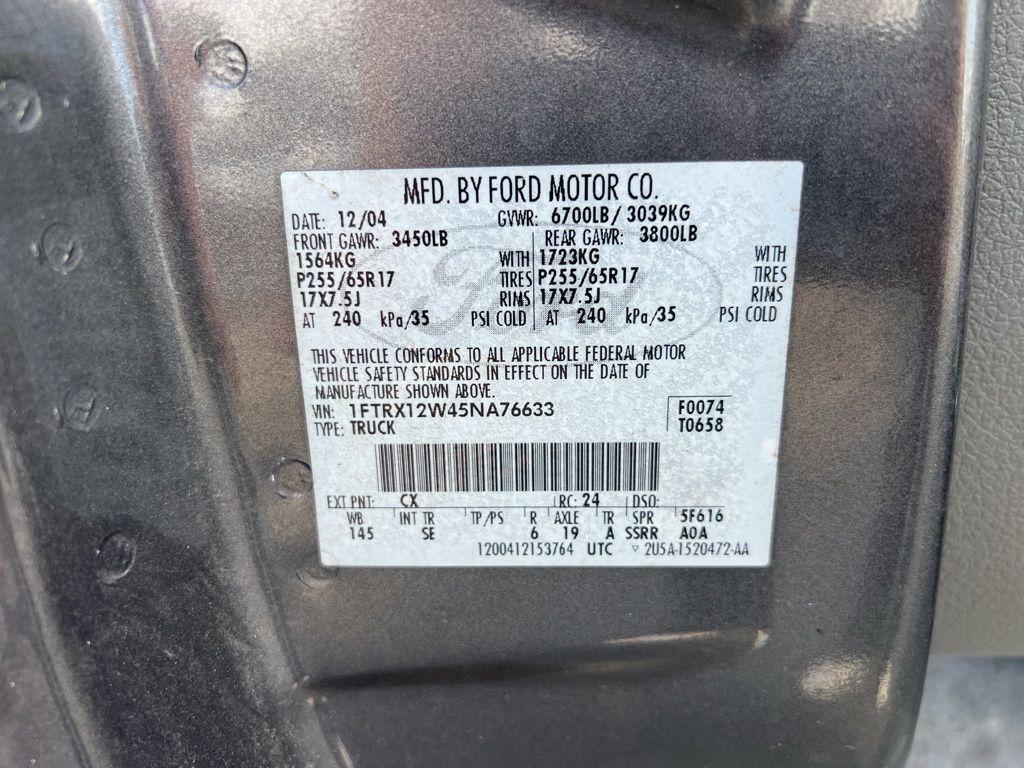 MFD. BY FORD MOTOR CO.
DATE: 12/04 GVWR: 6700LB/ 3039KG
FRONT GAWR: 3450LB REAR GAWR: 3800LB
1564KG WITH 1723KG WITH
P255/65R17 TIRES P255/65R17 TIRES
17X7.5J RIMS 17X7.5J RIMS
AT 240 kPa/35 PSI COLD AT 240 kPa/35 PSI COLD
THIS VEHICLE CONFORMS TO ALL APPLICABLE FEDERAL MOTOR
VEHICLE SAFETY STANDARDS IN EFFECT ON THE DATE OF
MANUFACTURE SHOWN ABOVE.
VIN: 1FTRX12W45NA76633 F0074
TYPE: TRUCK T0658
EXT PNT: CX RC: 24 DSO:
WB INT TR TP/PS R AXLE TR SPR 5F616
145 SE 6 19 A SSRR A0A
1200412153764 UTC ▽ 2U5A-1520472-AA
Ford